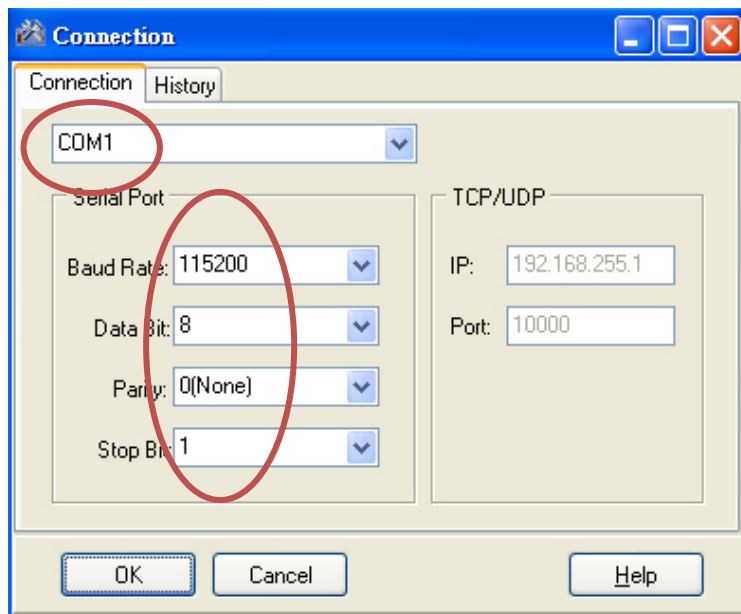 Connection
Connection History
COM1
Serial Port
Baud Rate: 115200
Data Bit: 8
Parity: 0(None)
Stop Bit: 1
TCP/UDP
IP: 192.168.255.1
Port: 10000
OK Cancel Help